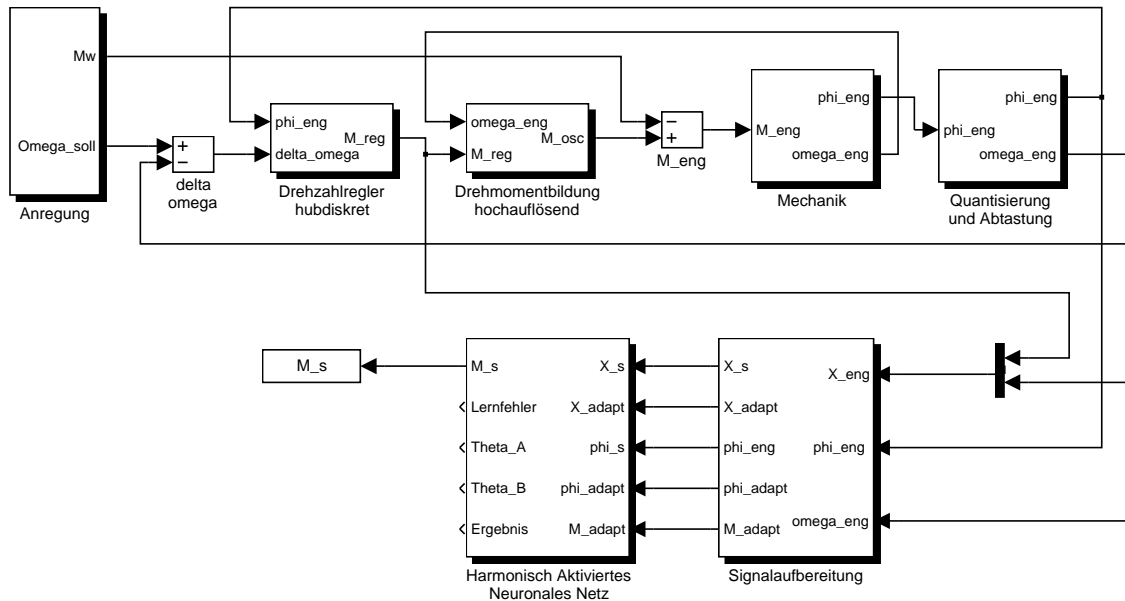 Mw
Omega_soll
Anregung
+
−
delta
omega
phi_eng
delta_omega
M_reg
Drehzahlregler
hubdiskret
omega_eng
M_reg
M_osc
Drehmomentbildung
hochauflösend
−
+
M_eng
M_eng
phi_eng
omega_eng
Mechanik
phi_eng
phi_eng
omega_eng
Quantisierung
und Abtastung
M_s
M_s
Lernfehler
Theta_A
Theta_B
Ergebnis
X_s
X_adapt
phi_s
phi_adapt
M_adapt
Harmonisch Aktiviertes
Neuronales Netz
X_s
X_adapt
phi_eng
phi_adapt
M_adapt
X_eng
phi_eng
omega_eng
Signalaufbereitung